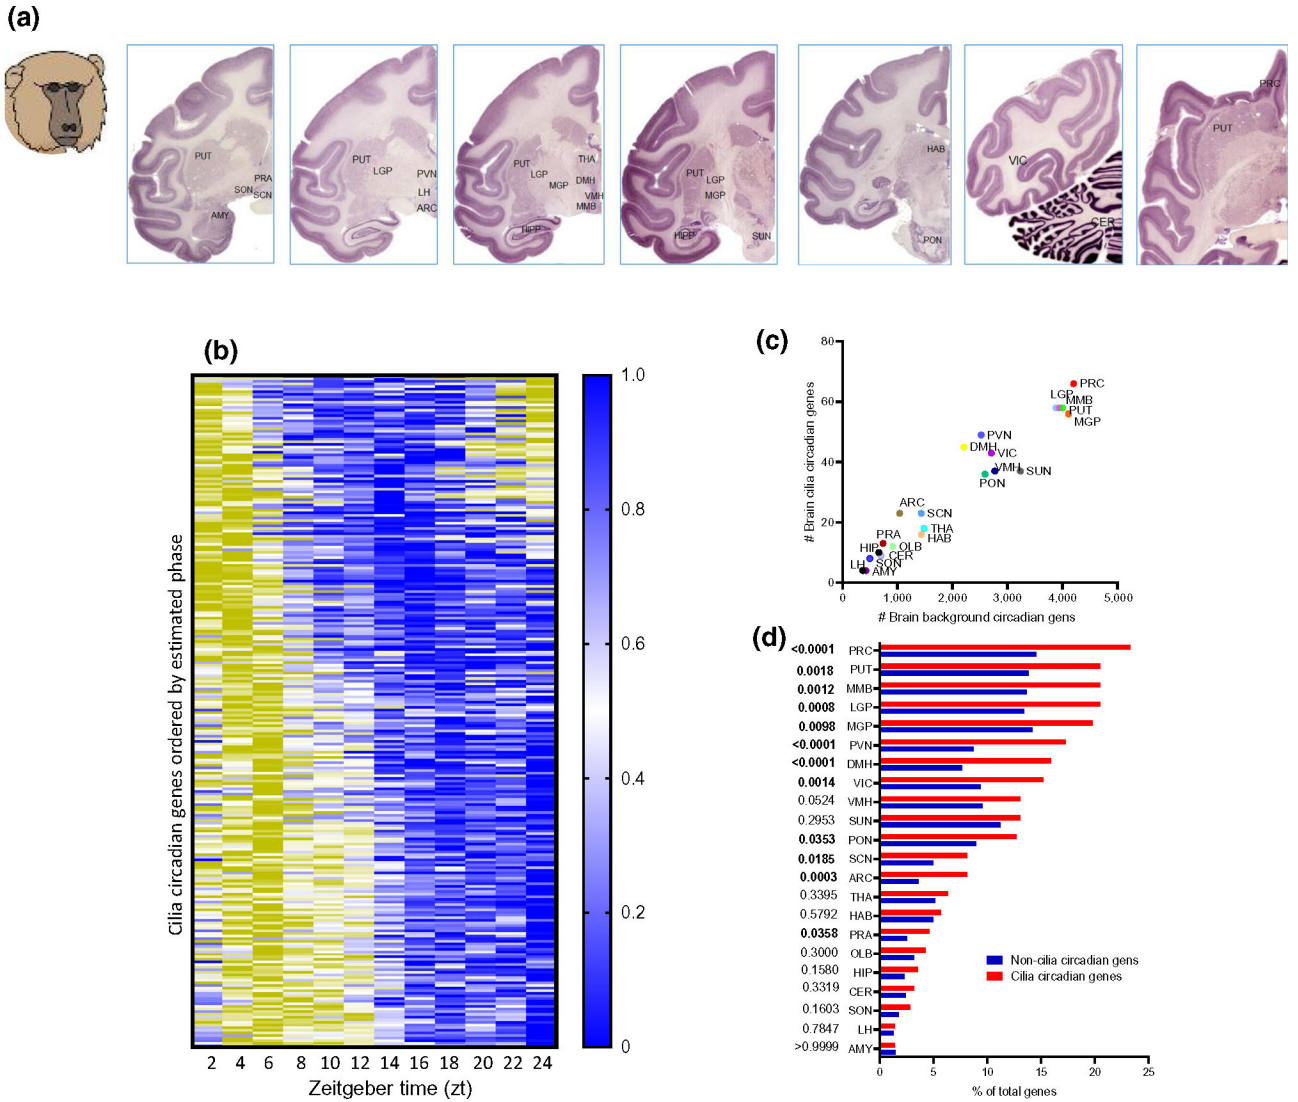 (a)
PUT
SON
PRA
SCN
AMY
PUT
LGP
PVN
LH
ARC
PUT
LGP
MGP
THA
DMH
VMH
MMB
HIPP
PUT
LGP
MGP
HIPP
SUN
HAB
PON
VIC
CER
PRC
PUT
(b)
Cilia circadian genes ordered by estimated phase
1.0
0.8
0.6
0.4
0.2
0
2 4 6 8 10 12 14 16 18 20 22 24
Zeitgeber time (zt)
(c)
# Brain cilia circadian genes
80
60
40
20
0
PRC
LGP
MMB
PUT
MGP
PVN
DMH
VIC
VMH
SUN
PON
ARC
SCN
THA
HAB
PRA
HIP
OLB
CER
SON
LH
AMY
0 1,000 2,000 3,000 4,000 5,000
# Brain background circadian gens
(d)
<0.0001 PRC
0.0018 PUT
0.0012 MMB
0.0008 LGP
0.0098 MGP
<0.0001 PVN
<0.0001 DMH
0.0014 VIC
0.0524 VMH
0.2953 SUN
0.0353 PON
0.0185 SCN
0.0003 ARC
0.3395 THA
0.5792 HAB
0.0358 PRA
0.3000 OLB
0.1580 HIP
0.3319 CER
0.1603 SON
0.7847 LH
>0.9999 AMY
Non-cilia circadian gens
Cilia circadian genes
0 5 10 15 20 25
% of total genes